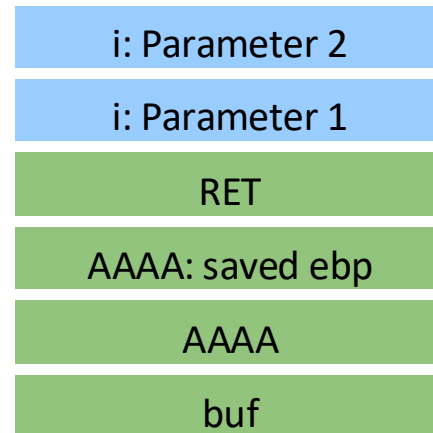 i: Parameter 2
i: Parameter 1
RET
AAAA: saved ebp
AAAA
buf